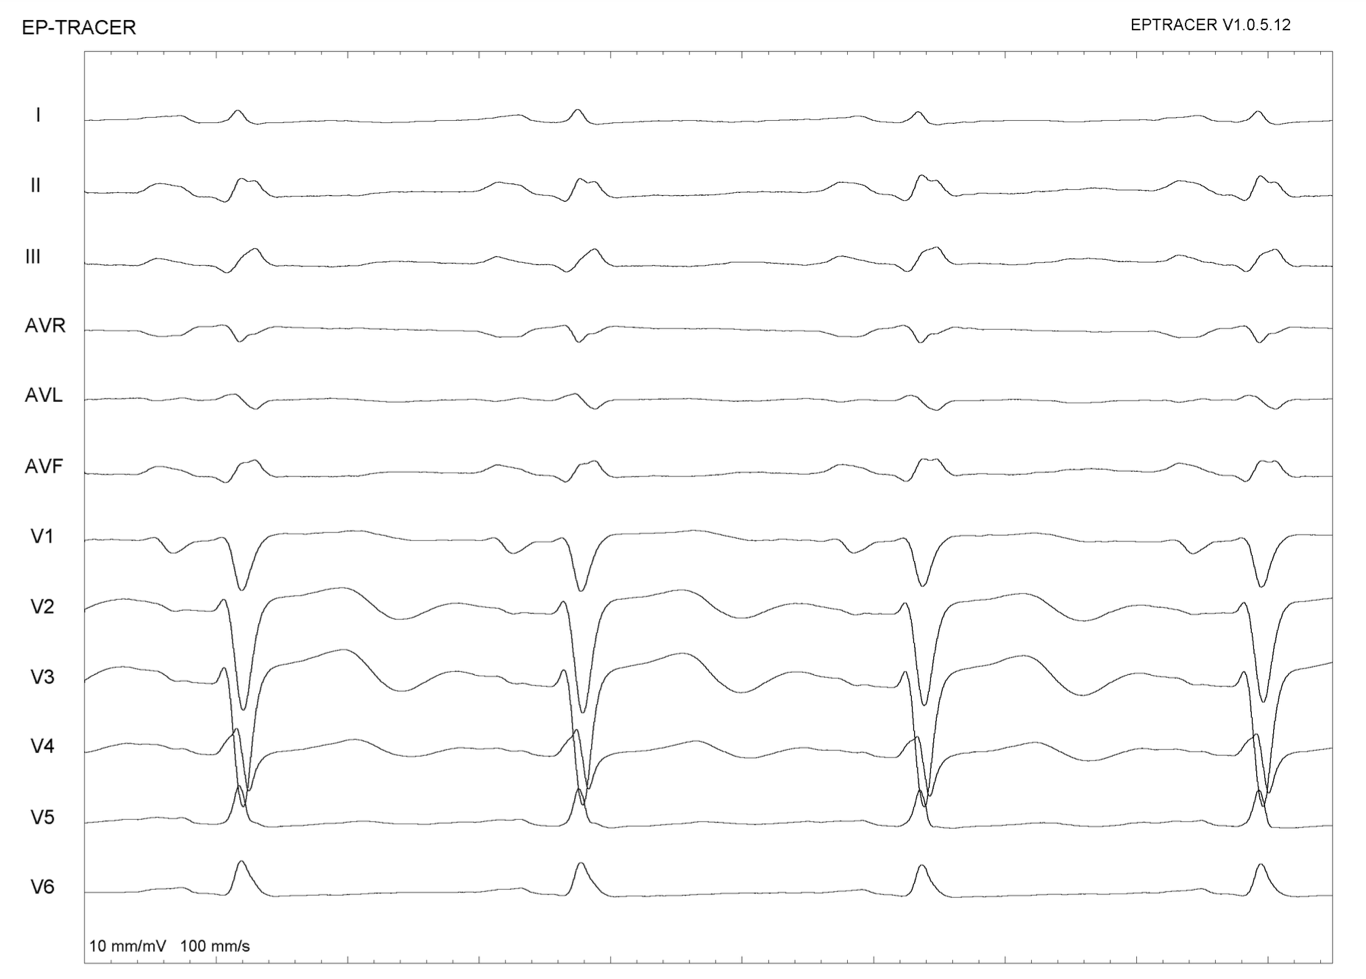 EP-TRACER
EPTRACER V1.0.5.12
I
II
III
AVR
AVL
AVF
V1
V2
V3
V4
V5
V6
10 mm/mV 100 mm/s